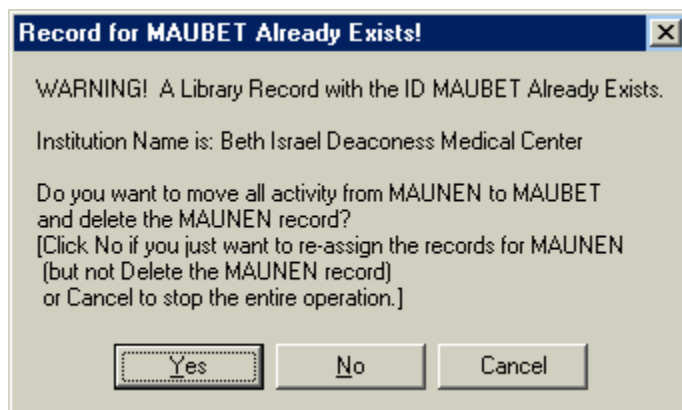 Record for MAUBET Already Exists!
WARNING! A Library Record with the ID MAUBET Already Exists.
Institution Name is: Beth Israel Deaconess Medical Center
Do you want to move all activity from MAUNEN to MAUBET
and delete the MAUNEN record?
[Click No if you just want to re-assign the records for MAUNEN
(but not Delete the MAUNEN record)
or Cancel to stop the entire operation.]
Yes No Cancel